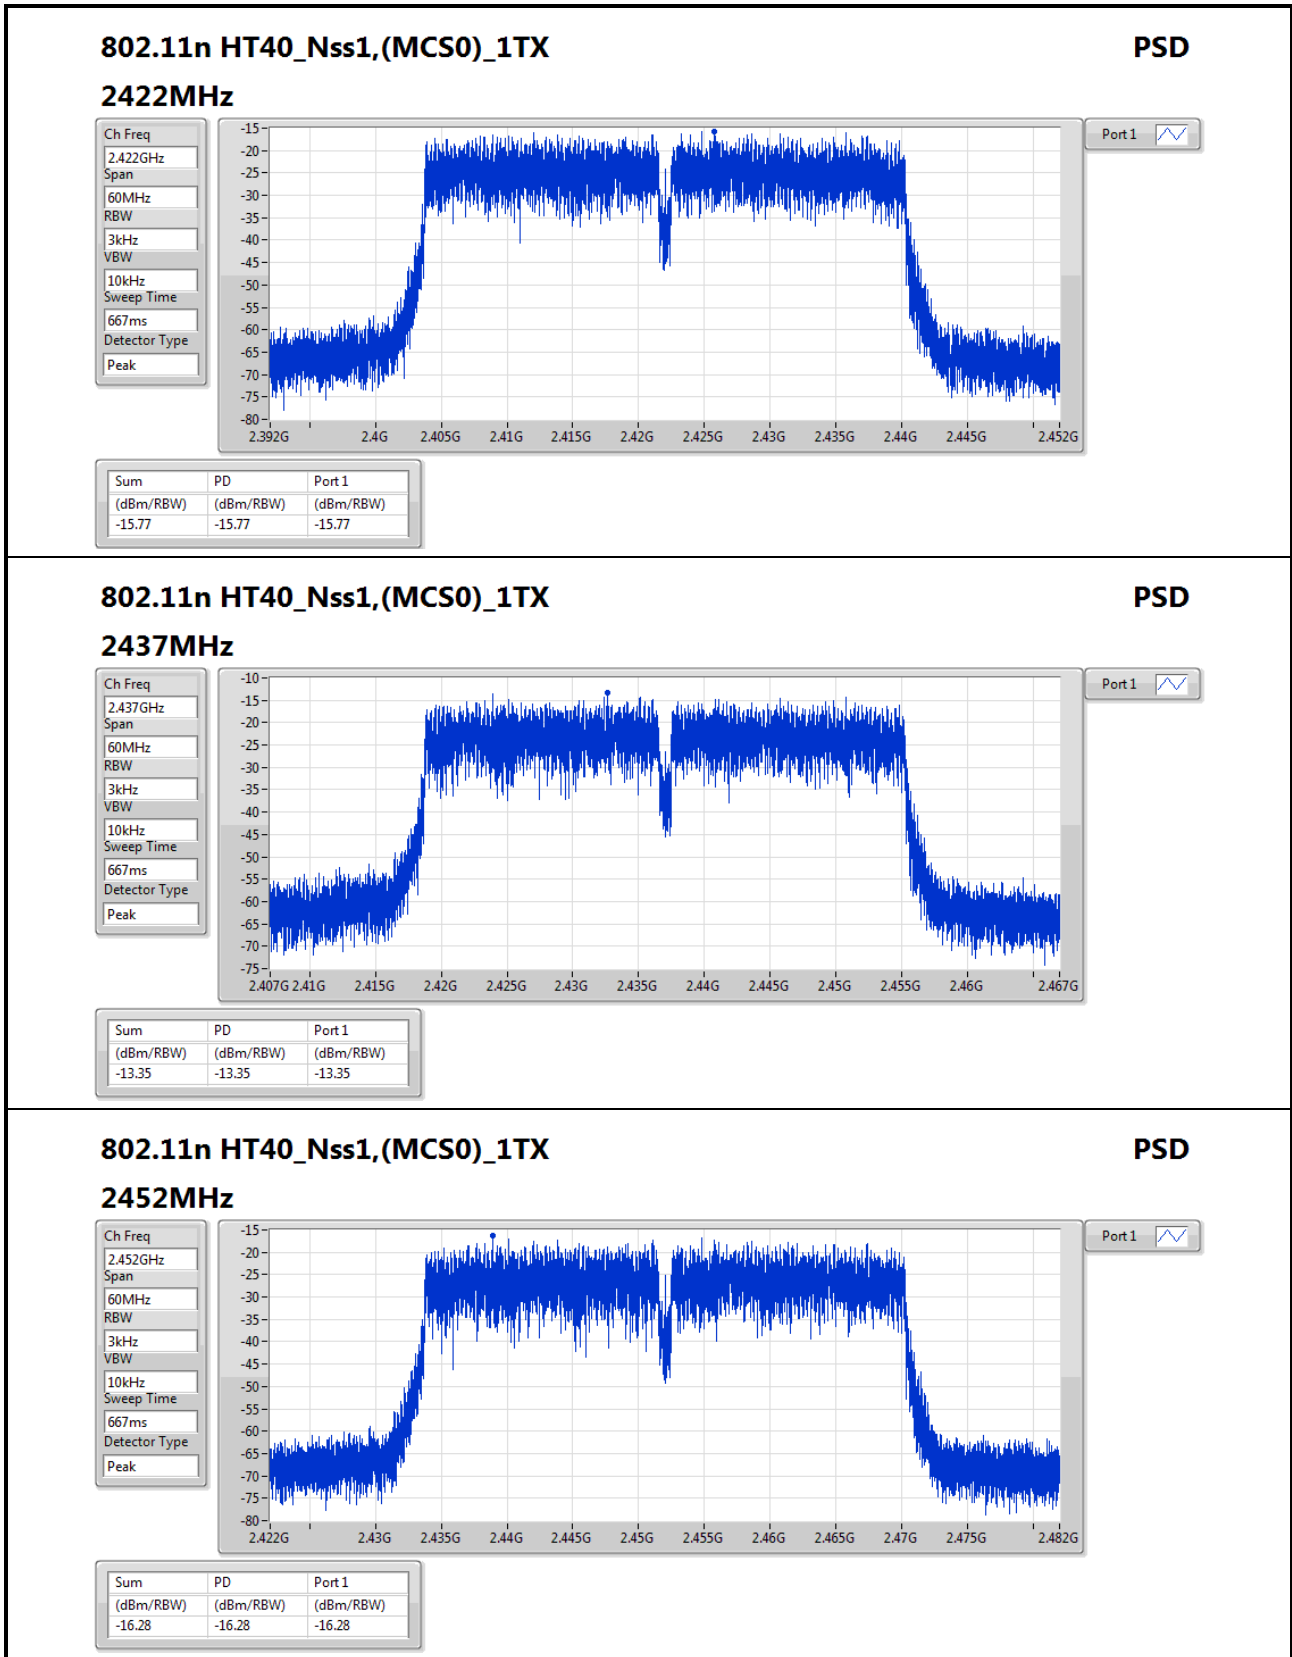 802.11n HT40_Nss1,(MCS0)_1TX PSD
2422MHz
Ch Freq
2.422GHz
Span
60MHz
RBW
3kHz
VBW
10kHz
Sweep Time
667ms
Detector Type
Peak
-15
-20
-25
-30
-35
-40
-45
-50
-55
-60
-65
-70
-75
-80
2.392G 2.4G 2.405G 2.41G 2.415G 2.42G 2.425G 2.43G 2.435G 2.44G 2.445G 2.452G
Port 1
Sum PD Port 1
(dBm/RBW) (dBm/RBW) (dBm/RBW)
-15.77 -15.77 -15.77
802.11n HT40_Nss1,(MCS0)_1TX PSD
2437MHz
Ch Freq
2.437GHz
Span
60MHz
RBW
3kHz
VBW
10kHz
Sweep Time
667ms
Detector Type
Peak
-10
-15
-20
-25
-30
-35
-40
-45
-50
-55
-60
-65
-70
-75
2.407G 2.41G 2.415G 2.42G 2.425G 2.43G 2.435G 2.44G 2.445G 2.45G 2.455G 2.46G 2.467G
Port 1
Sum PD Port 1
(dBm/RBW) (dBm/RBW) (dBm/RBW)
-13.35 -13.35 -13.35
802.11n HT40_Nss1,(MCS0)_1TX PSD
2452MHz
Ch Freq
2.452GHz
Span
60MHz
RBW
3kHz
VBW
10kHz
Sweep Time
667ms
Detector Type
Peak
-15
-20
-25
-30
-35
-40
-45
-50
-55
-60
-65
-70
-75
-80
2.422G 2.43G 2.435G 2.44G 2.445G 2.45G 2.455G 2.46G 2.465G 2.47G 2.475G 2.482G
Port 1
Sum PD Port 1
(dBm/RBW) (dBm/RBW) (dBm/RBW)
-16.28 -16.28 -16.28